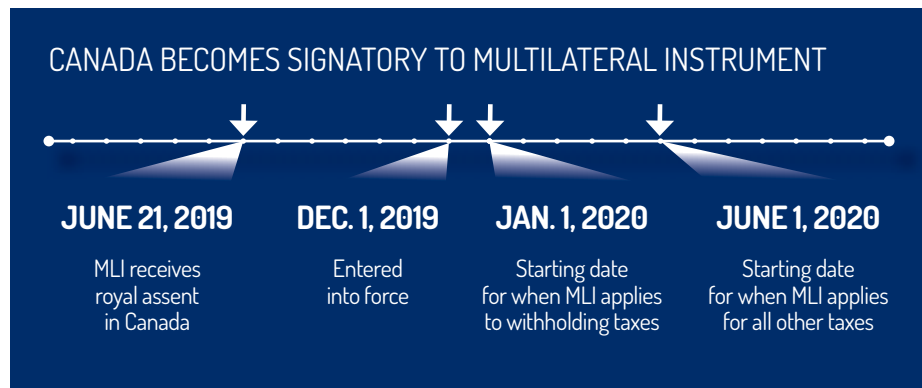 CANADA BECOMES SIGNATORY TO MULTILATERAL INSTRUMENT
JUNE 21, 2019
MLI receives
royal assent
in Canada
DEC. 1, 2019
Entered
into force
JAN. 1, 2020
Starting date
for when MLI applies
to withholding taxes
JUNE 1, 2020
Starting date
for when MLI applies
for all other taxes